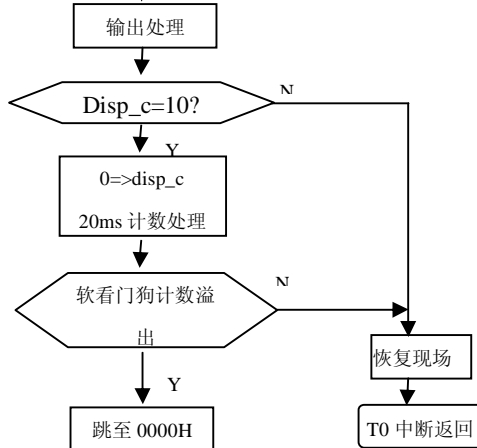 输出处理
Disp_c=10?
N
Y
0=>disp_c
20ms 计数处理
软看门狗计数溢
出
N
恢复现场
Y
跳至 0000H
T0 中断返回